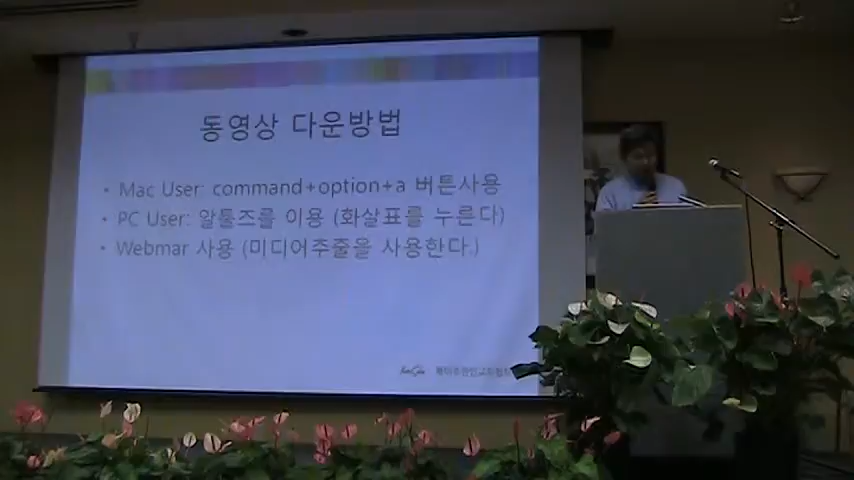 동영상 다운방법
• Mac User: command+option+a 버튼사용
• PC User: 알툴즈를 이용 (화살표를 누른다)
• Webmar 사용 (미디어주줄을 사용한다.)